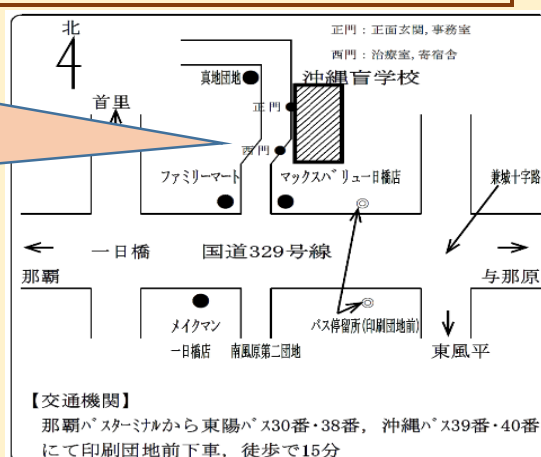 正門：正面玄関,事務室
西門：治療室,寄宿舎
北
4
真地団地
沖縄盲学校
首里
正門
西門
ファミリーマート
マックスバリュー一日橋店
兼城十字路
一日橋
国道329号線
那覇
与那原
メイクマン
一日橋店
南風原第二団地
バス停留所(印刷団地前)
東風平
【交通機関】
那覇バスターミナルから東陽バス30番・38番，沖縄バス39番・40番
にて印刷団地前下車，徒歩で15分